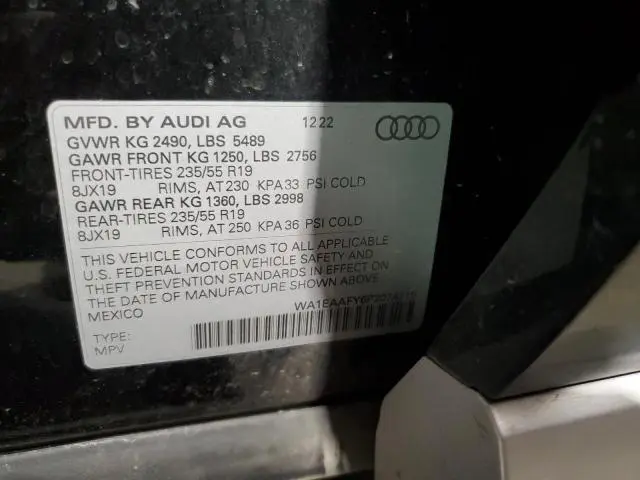 MFD. BY AUDI AG 12 22
GVWR KG 2490, LBS 5489
GAWR FRONT KG 1250, LBS 2756
FRONT-TIRES 235/55 R19
8JX19 RIMS, AT 230 KPA 33 PSI COLD
GAWR REAR KG 1360, LBS 2998
REAR-TIRES 235/55 R19
8JX19 RIMS, AT 250 KPA 36 PSI COLD
THIS VEHICLE CONFORMS TO ALL APPLICABLE
U.S. FEDERAL MOTOR VEHICLE SAFETY AND
THEFT PREVENTION STANDARDS IN EFFECT ON
THE DATE OF MANUFACTURE SHOWN ABOVE
MEXICO
TYPE:
MPV